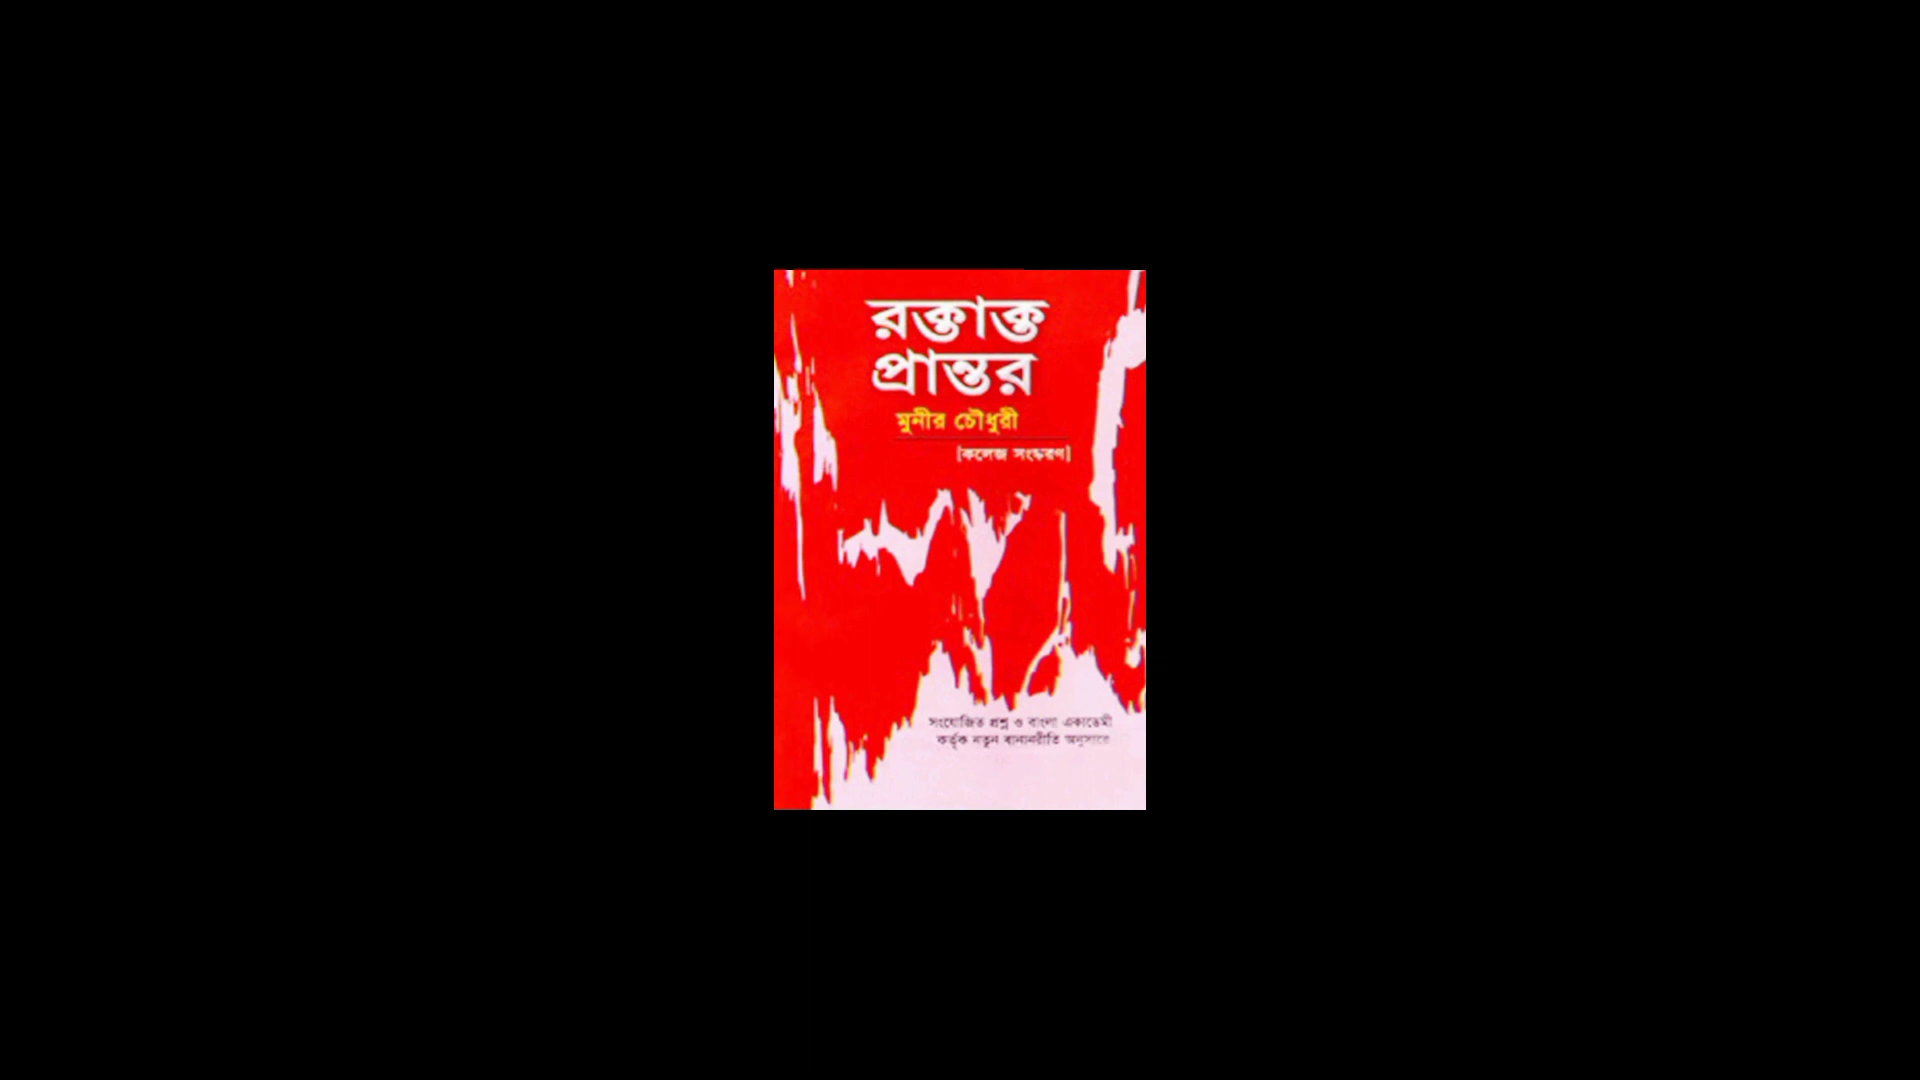 রক্তাক্ত
প্রান্তর
মুনীর চৌধুরী
[কলেজ সংস্করণ]
সংযোজিত প্রশ্ন ও বাংলা একাডেমী
কর্তৃক নতুন বানানরীতি অনুসারে